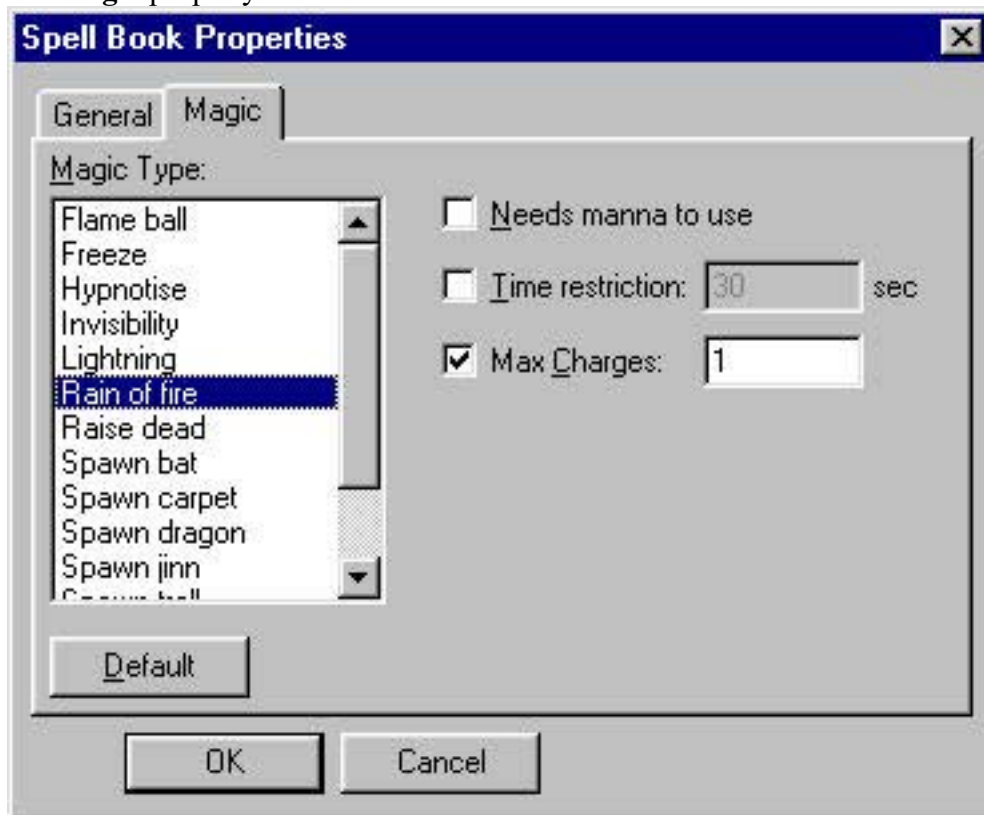 Spell Book Properties
General Magic
Magic Type:
Flame ball
Freeze
Hypnotise
Invisibility
Lightning
Rain of fire
Raise dead
Spawn bat
Spawn carpet
Spawn dragon
Spawn jinn
Needs manna to use
Time restriction: 30 sec
Max Charges: 1
Default
OK Cancel